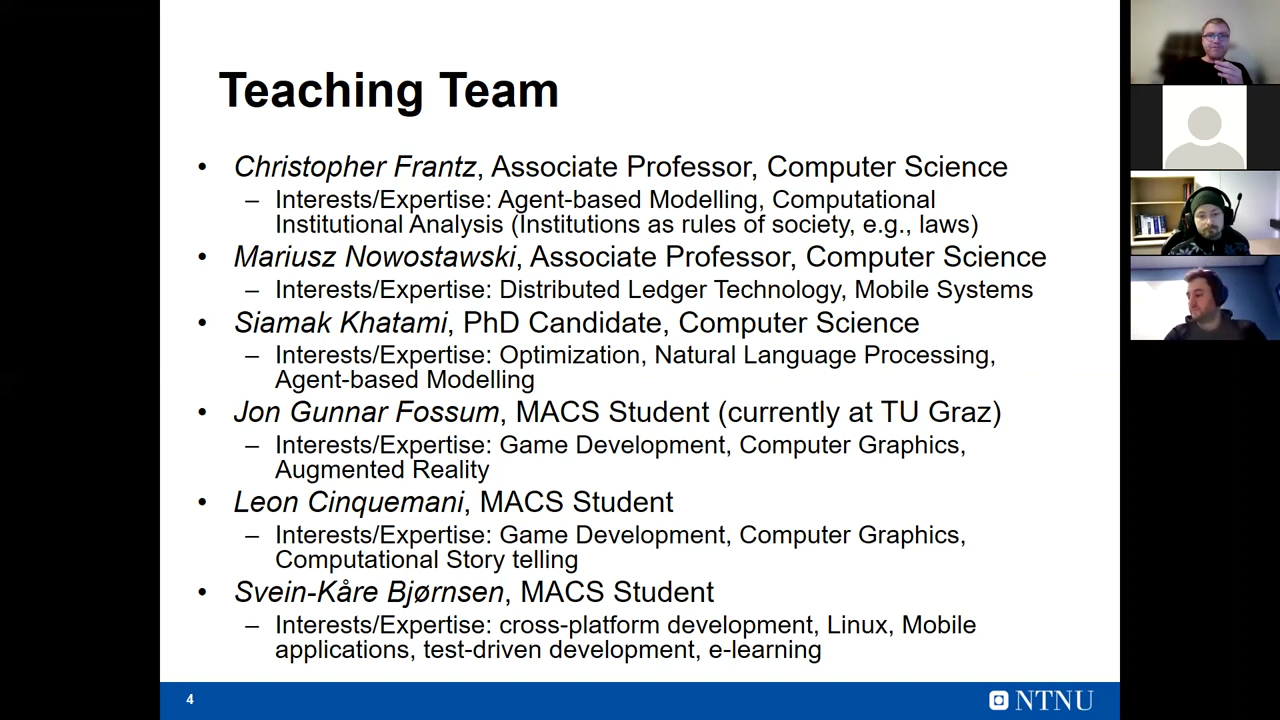 Teaching Team
• Christopher Frantz, Associate Professor, Computer Science
– Interests/Expertise: Agent-based Modelling, Computational
Institutional Analysis (Institutions as rules of society, e.g., laws)
• Mariusz Nowostawski, Associate Professor, Computer Science
– Interests/Expertise: Distributed Ledger Technology, Mobile Systems
• Siamak Khatami, PhD Candidate, Computer Science
– Interests/Expertise: Optimization, Natural Language Processing,
Agent-based Modelling
• Jon Gunnar Fossum, MACS Student (currently at TU Graz)
– Interests/Expertise: Game Development, Computer Graphics,
Augmented Reality
• Leon Cinquemani, MACS Student
– Interests/Expertise: Game Development, Computer Graphics,
Computational Story telling
• Svein-Kåre Bjørnsen, MACS Student
– Interests/Expertise: cross-platform development, Linux, Mobile
applications, test-driven development, e-learning
4
NTNU